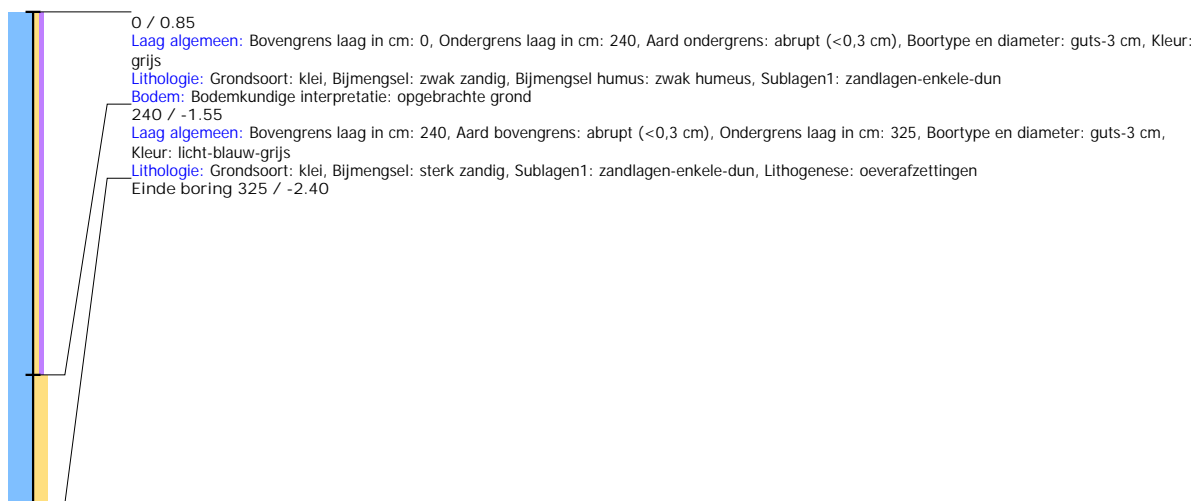 0 / 0.85
Laag algemeen: Bovengrens laag in cm: 0, Ondergrens laag in cm: 240, Aard ondergrens: abrupt (<0,3 cm), Boortype en diameter: guts-3 cm, Kleur:
grijs
Lithologie: Grondsoort: klei, Bijmengsel: zwak zandig, Bijmengsel humus: zwak humeus, Sublagen1: zandlagen-enkele-dun
Bodem: Bodemkundige interpretatie: opgebrachte grond
240 / -1.55
Laag algemeen: Bovengrens laag in cm: 240, Aard bovengrens: abrupt (<0,3 cm), Ondergrens laag in cm: 325, Boortype en diameter: guts-3 cm,
Kleur: licht-blauw-grijs
Lithologie: Grondsoort: klei, Bijmengsel: sterk zandig, Sublagen1: zandlagen-enkele-dun, Lithogenese: oeverafzettingen
Einde boring 325 / -2.40